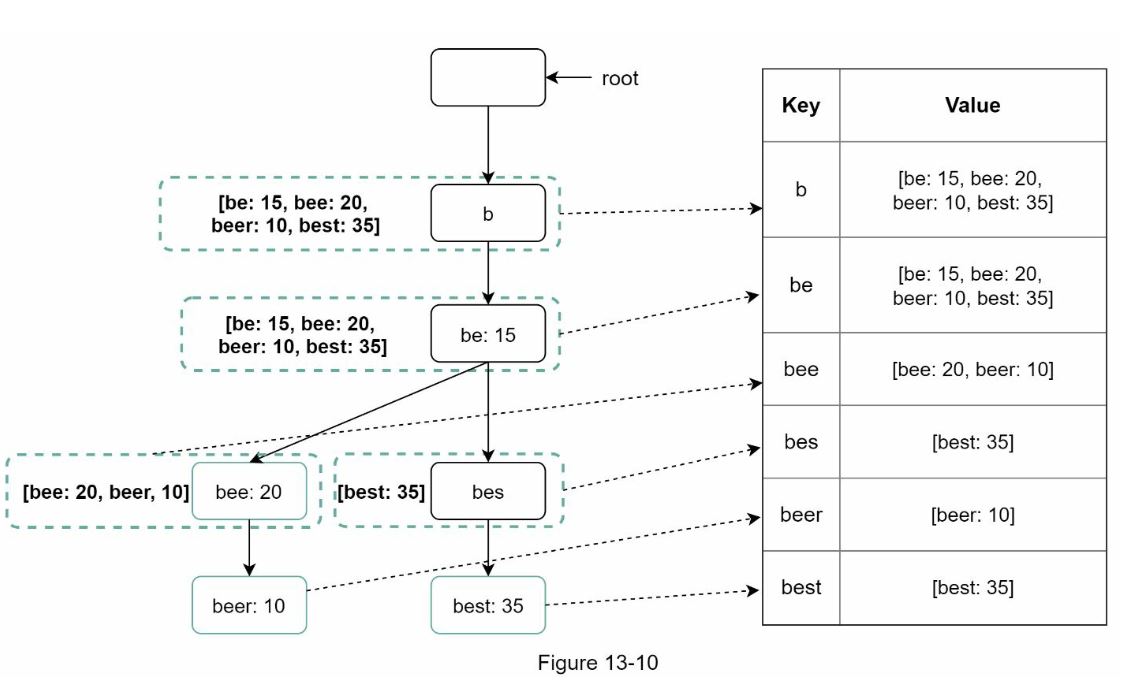 root
[be: 15, bee: 20,
beer: 10, best: 35]
b
[be: 15, bee: 20,
beer: 10, best: 35]
be: 15
[bee: 20, beer, 10]
bee: 20
[best: 35]
bes
beer: 10
best: 35
Key Value
b
[be: 15, bee: 20,
beer: 10, best: 35]
be
[be: 15, bee: 20,
beer: 10, best: 35]
bee [bee: 20, beer: 10]
bes [best: 35]
beer [beer: 10]
best [best: 35]
Figure 13-10